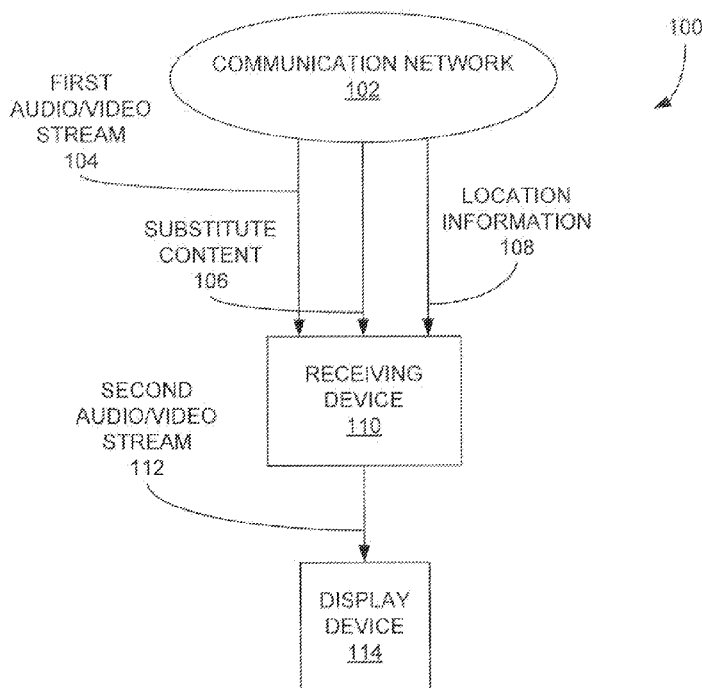 100
COMMUNICATION NETWORK
102
FIRST
AUDIO/VIDEO
STREAM
104
SUBSTITUTE
CONTENT
106
LOCATION
INFORMATION
108
RECEIVING
DEVICE
110
SECOND
AUDIO/VIDEO
STREAM
112
DISPLAY
DEVICE
114